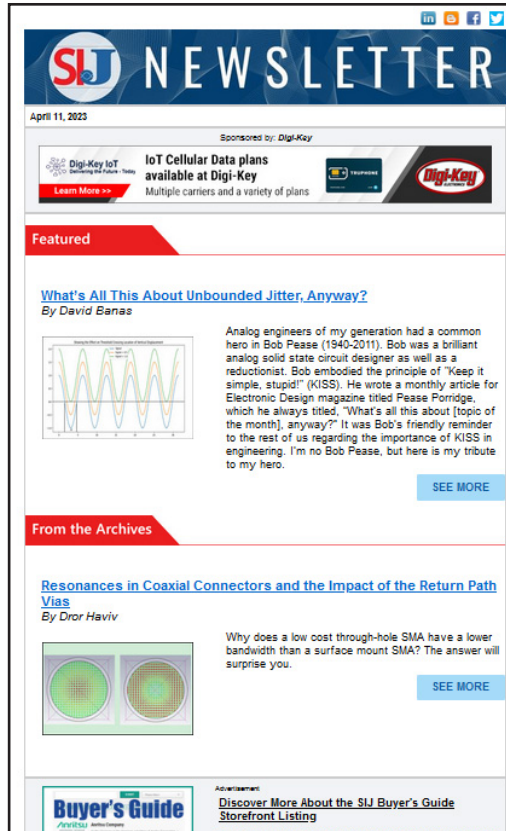 SIJ NEWSLETTER
April 11, 2023
Sponsored by: Digi-Key
Digi-Key IoT
Delivering the Future - Today
Learn More >>
IoT Cellular Data plans
available at Digi-Key
Multiple carriers and a variety of plans
TRUPHONE
Digi-Key
ELECTRONICS
Featured
What's All This About Unbounded Jitter, Anyway?
By David Banas
Analog engineers of my generation had a common
hero in Bob Pease (1940-2011). Bob was a brilliant
analog solid state circuit designer as well as a
reductionist. Bob embodied the principle of "Keep it
simple, stupid!" (KISS). He wrote a monthly article for
Electronic Design magazine titled Pease Porridge,
which he always titled, "What's all this about [topic of
the month], anyway?" It was Bob's friendly reminder
to the rest of us regarding the importance of KISS in
engineering. I'm no Bob Pease, but here is my tribute
to my hero.
SEE MORE
From the Archives
Resonances in Coaxial Connectors and the Impact of the Return Path
Vias
By Dror Haviv
Why does a low cost through-hole SMA have a lower
bandwidth than a surface mount SMA? The answer will
surprise you.
SEE MORE
Buyer's Guide
Anritsu
Advertisement
Discover More About the SIJ Buyer's Guide
Storefront Listing